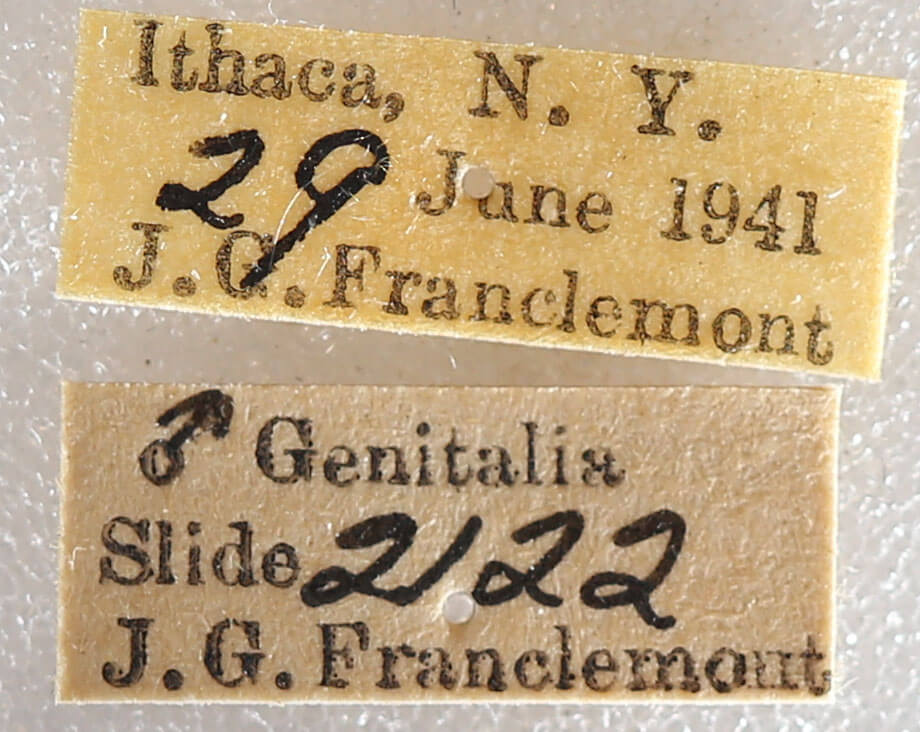 Ithaca, N. Y.
29 June 1941
J. G. Franclemont
♂ Genitalia
Slide 2122
J. G. Franclemont